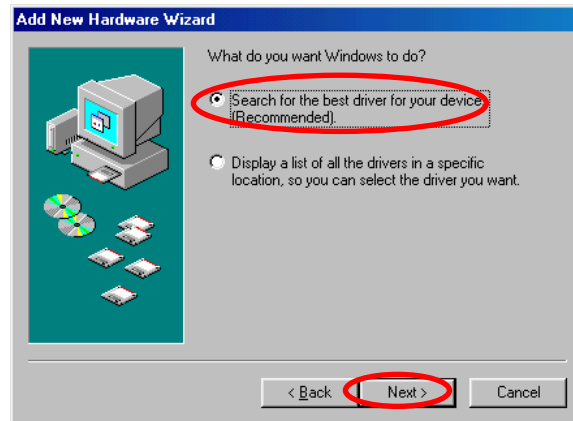 Add New Hardware Wizard
What do you want Windows to do?
Search for the best driver for your device.
(Recommended).
Display a list of all the drivers in a specific
location, so you can select the driver you want.
< Back
Next >
Cancel